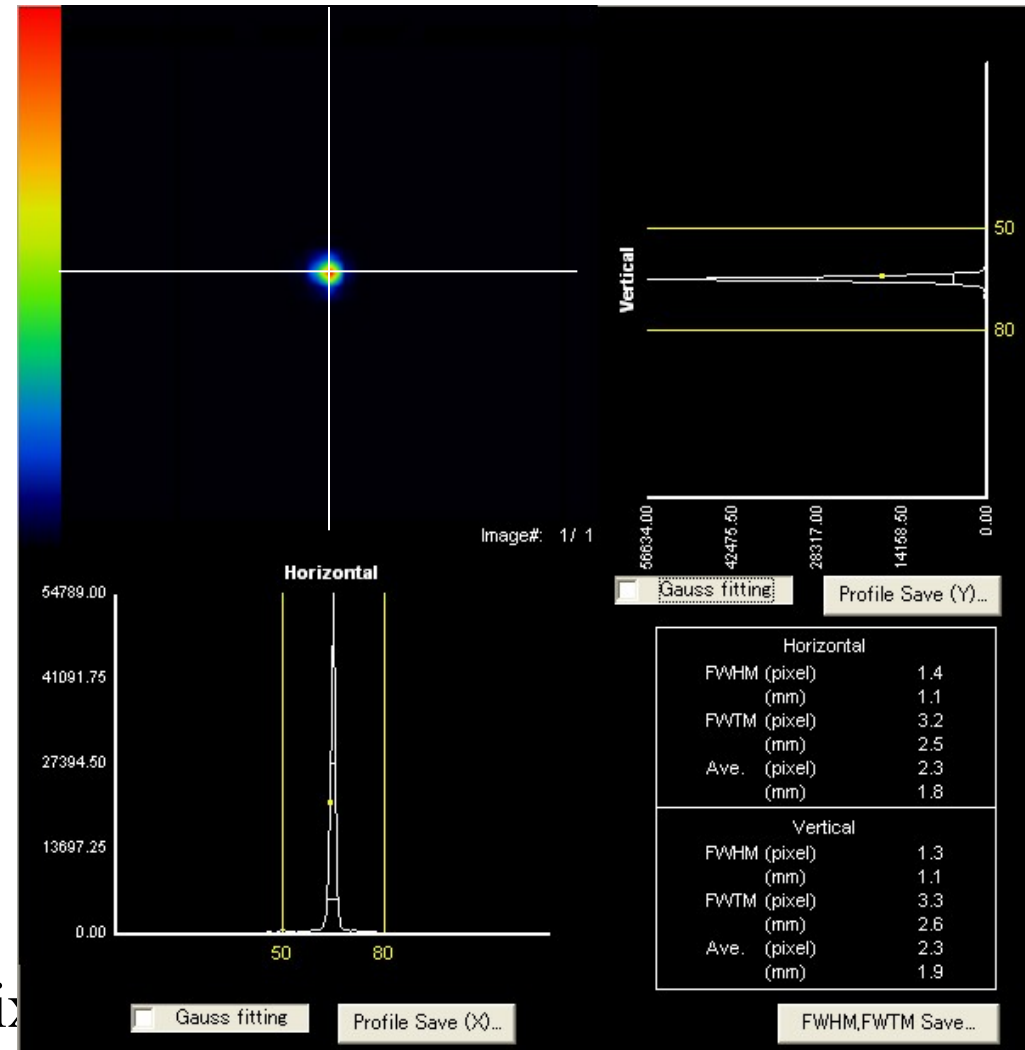 Image#: 1/ 1
Vertical
50
80
56634.00
42475.50
28317.00
14158.50
0.00
Gauss fitting
Profile Save (Y)...
Horizontal
54789.00
41091.75
27394.50
13697.25
0.00
50
80
Gauss fitting
Profile Save (X)...
Horizontal
FWHM (pixel) 1.4
(mm) 1.1
FWTM (pixel) 3.2
(mm) 2.5
Ave. (pixel) 2.3
(mm) 1.8
Vertical
FWHM (pixel) 1.3
(mm) 1.1
FWTM (pixel) 3.3
(mm) 2.6
Ave. (pixel) 2.3
(mm) 1.9
FWHM,FWTM Save...